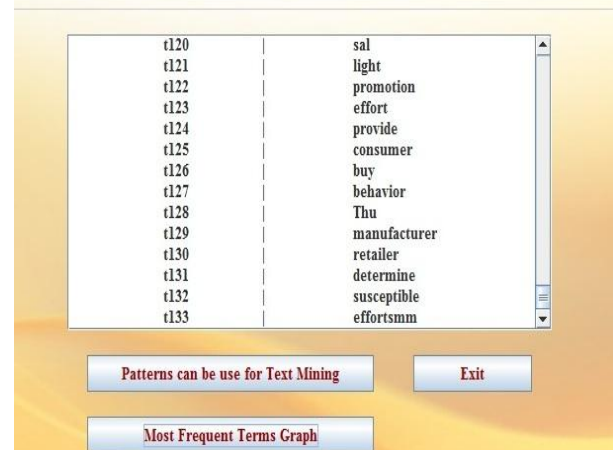 t120 | sal
t121 | light
t122 | promotion
t123 | effort
t124 | provide
t125 | consumer
t126 | buy
t127 | behavior
t128 | Thu
t129 | manufacturer
t130 | retailer
t131 | determine
t132 | susceptible
t133 | effortsmm
Patterns can be use for Text Mining Exit
Most Frequent Terms Graph